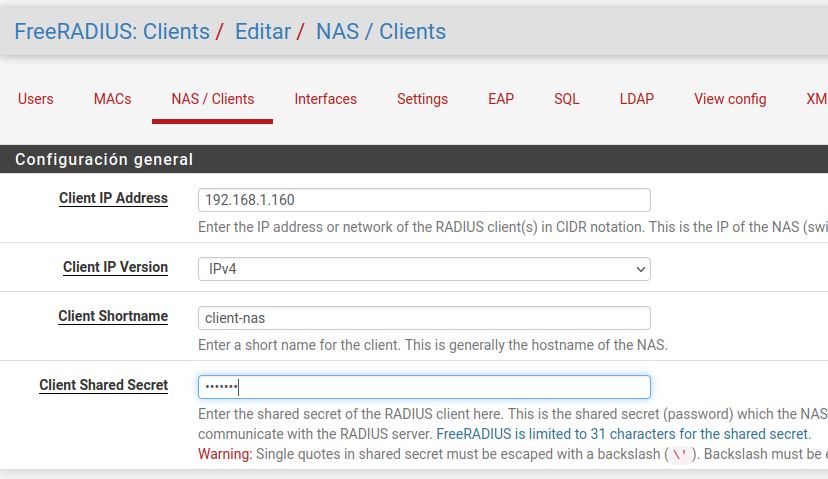 FreeRADIUS: Clients / Editar / NAS / Clients
Users MACs NAS / Clients Interfaces Settings EAP SQL LDAP View config XM
Configuración general
Client IP Address 192.168.1.160
Enter the IP address or network of the RADIUS client(s) in CIDR notation. This is the IP of the NAS (swi
Client IP Version IPv4
Client Shortname client-nas
Enter a short name for the client. This is generally the hostname of the NAS.
Client Shared Secret •••••••
Enter the shared secret of the RADIUS client here. This is the shared secret (password) which the NAS
communicate with the RADIUS server. FreeRADIUS is limited to 31 characters for the shared secret.
Warning: Single quotes in shared secret must be escaped with a backslash ( \' ). Backslash must be e